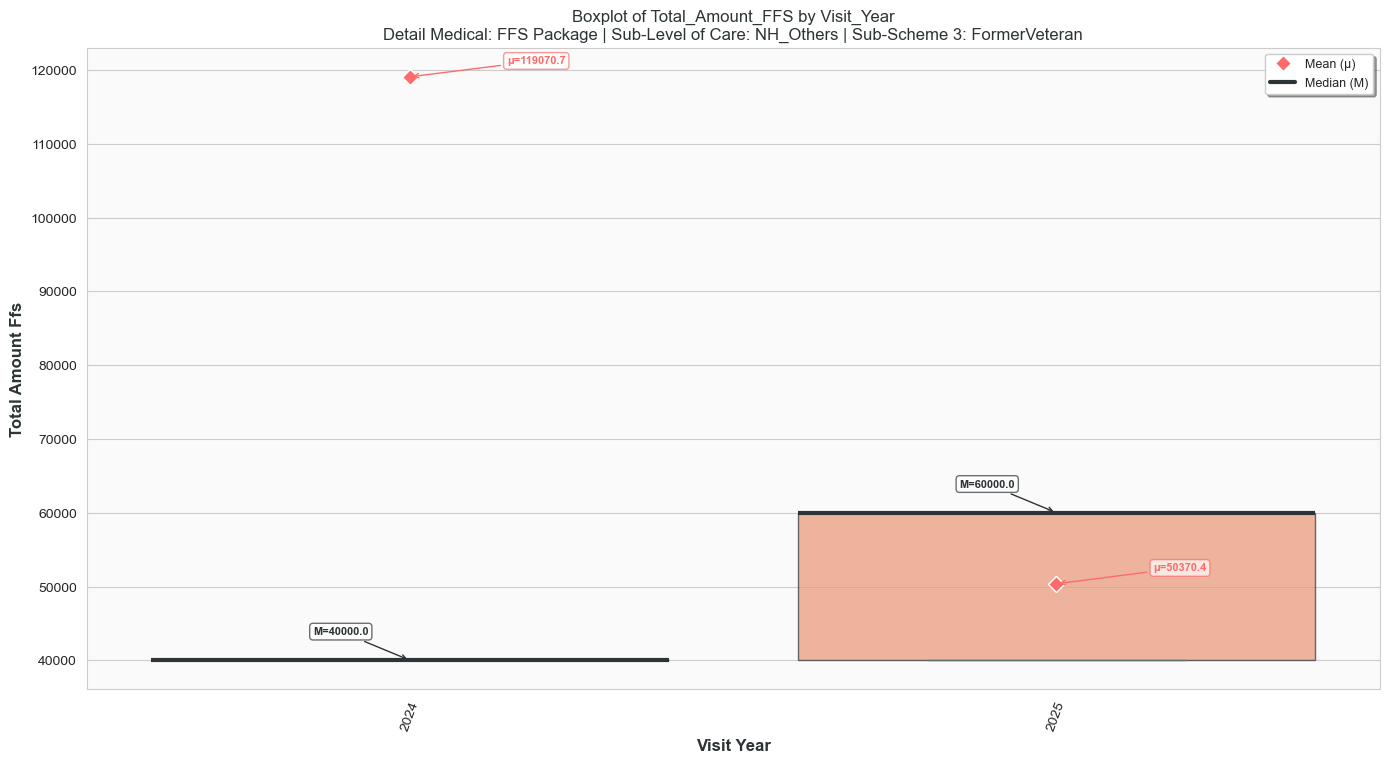 Boxplot of Total_Amount_FFS by Visit_Year
Detail Medical: FFS Package | Sub-Level of Care: NH_Others | Sub-Scheme 3: FormerVeteran
Mean (μ)
Median (M)
Total Amount Ffs
120000
110000
100000
90000
80000
70000
60000
50000
40000
μ=119070.7
M=40000.0
M=60000.0
μ=50370.4
2024
2025
Visit Year